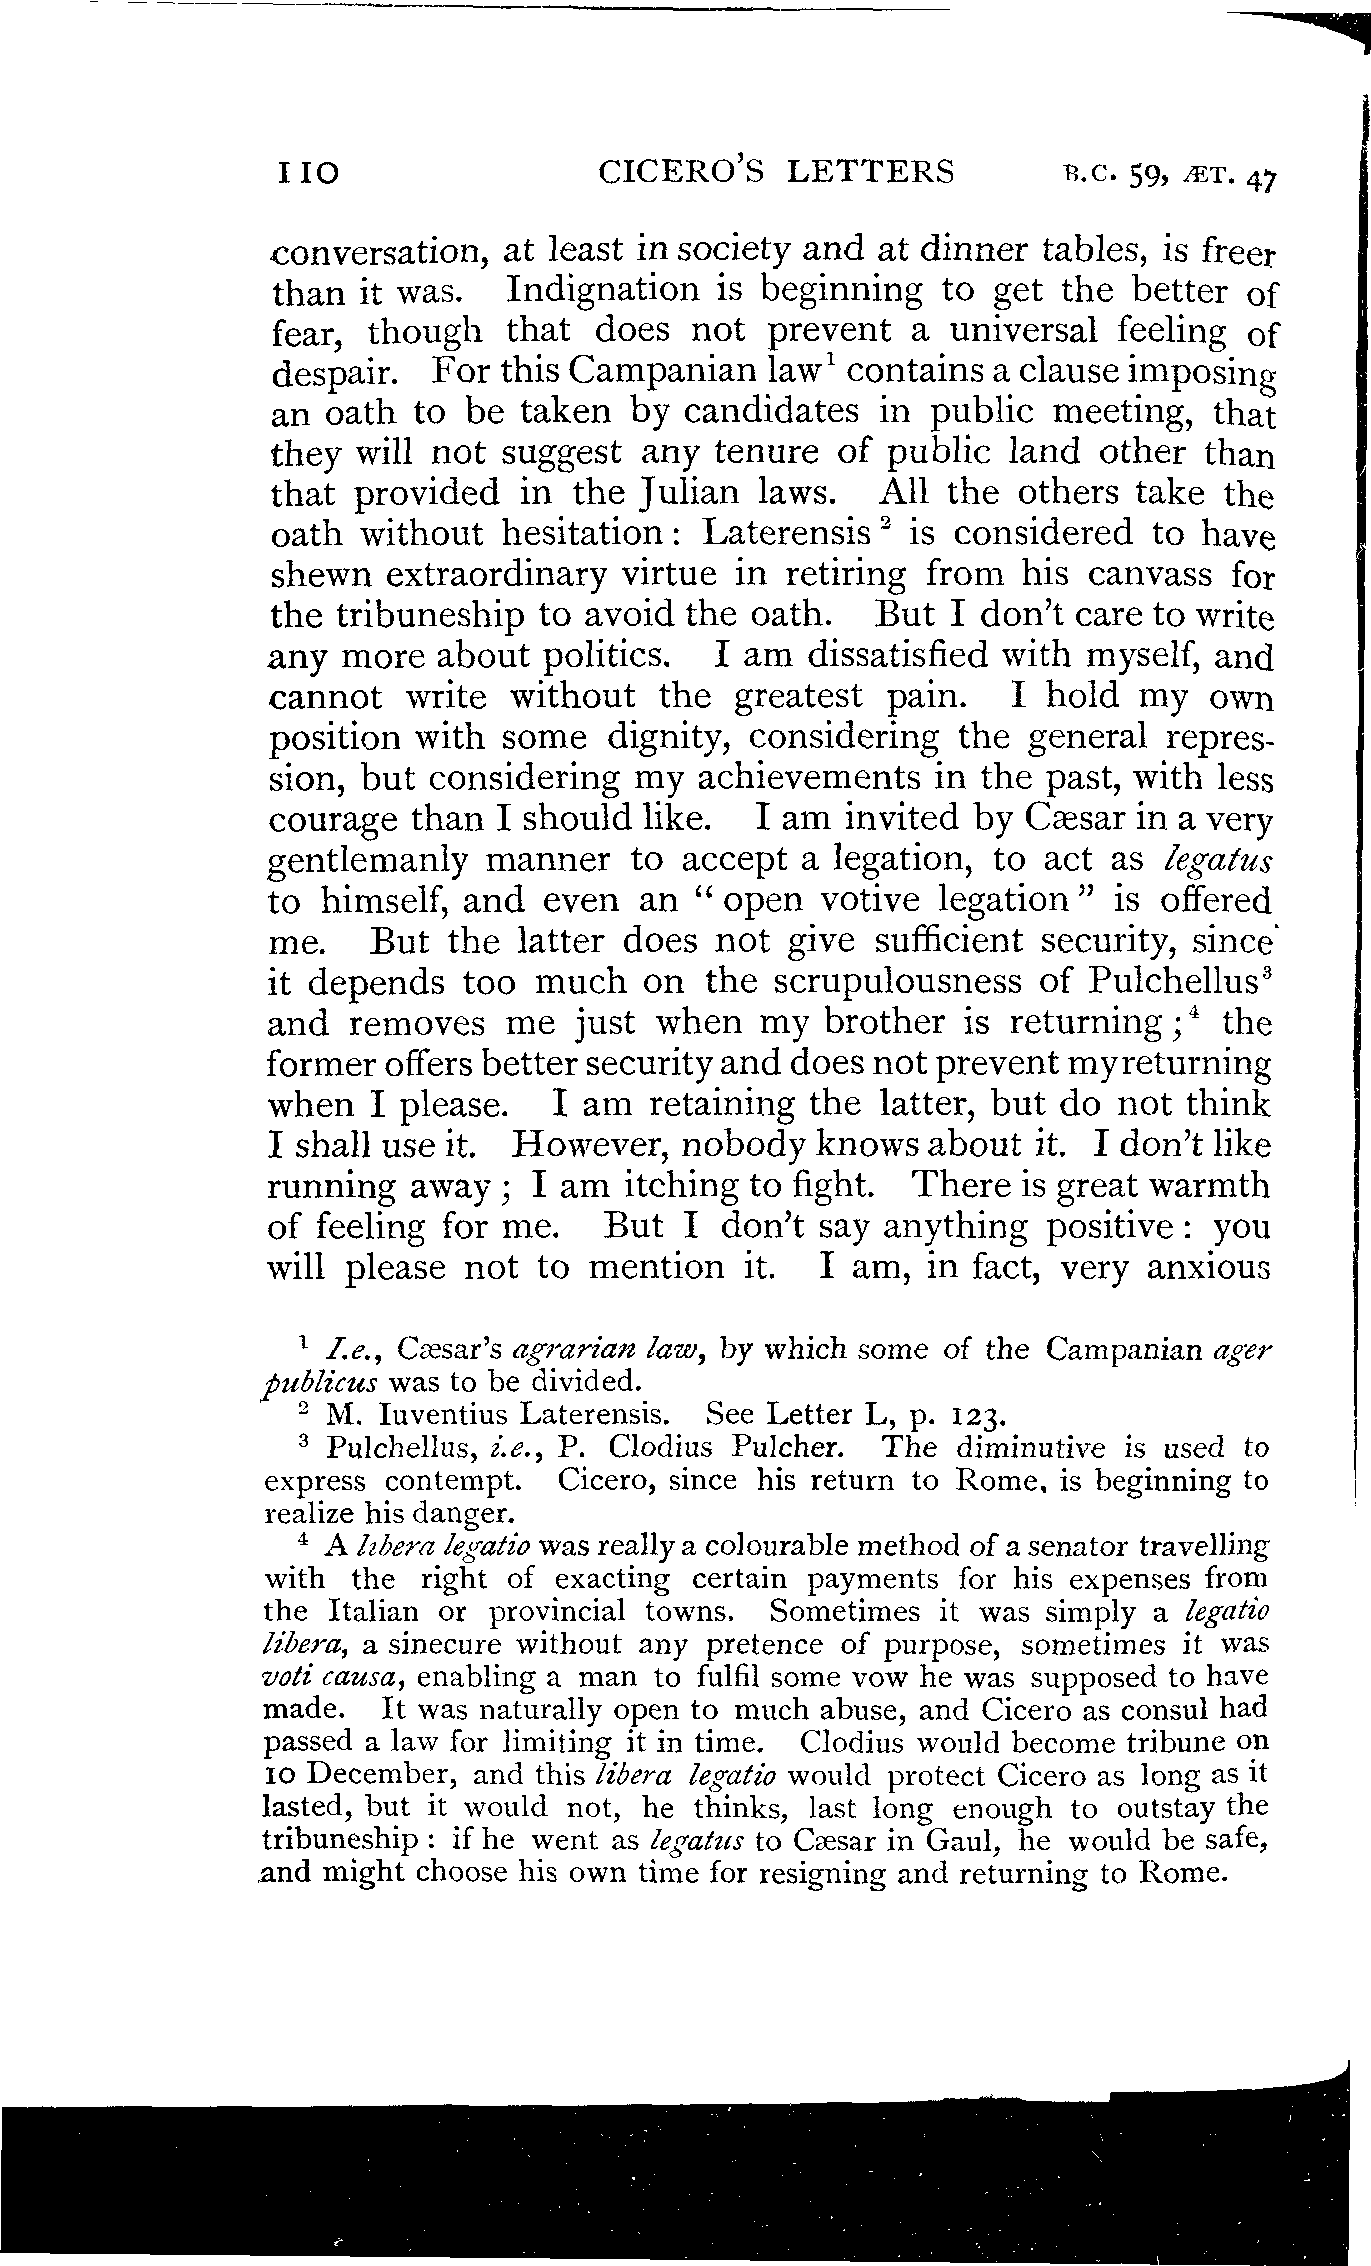 110 CICERO'S LETTERS B.C. 59, ÆT. 47
conversation, at least in society and at dinner tables, is freer
than it was. Indignation is beginning to get the better of
fear, though that does not prevent a universal feeling of
despair. For this Campanian law¹ contains a clause imposing
an oath to be taken by candidates in public meeting, that
they will not suggest any tenure of public land other than
that provided in the Julian laws. All the others take the
oath without hesitation: Laterensis² is considered to have
shewn extraordinary virtue in retiring from his canvass for
the tribuneship to avoid the oath. But I don't care to write
any more about politics. I am dissatisfied with myself, and
cannot write without the greatest pain. I hold my own
position with some dignity, considering the general repres-
sion, but considering my achievements in the past, with less
courage than I should like. I am invited by Cæsar in a very
gentlemanly manner to accept a legation, to act as legatus
to himself, and even an "open votive legation" is offered
me. But the latter does not give sufficient security, since
it depends too much on the scrupulousness of Pulchellus³
and removes me just when my brother is returning;⁴ the
former offers better security and does not prevent my returning
when I please. I am retaining the latter, but do not think
I shall use it. However, nobody knows about it. I don't like
running away; I am itching to fight. There is great warmth
of feeling for me. But I don't say anything positive: you
will please not to mention it. I am, in fact, very anxious
¹ I.e., Cæsar's agrarian law, by which some of the Campanian ager
publicus was to be divided.
² M. Iuventius Laterensis. See Letter L, p. 123.
³ Pulchellus, i.e., P. Clodius Pulcher. The diminutive is used to
express contempt. Cicero, since his return to Rome, is beginning to
realize his danger.
⁴ A libera legatio was really a colourable method of a senator travelling
with the right of exacting certain payments for his expenses from
the Italian or provincial towns. Sometimes it was simply a legatio
libera, a sinecure without any pretence of purpose, sometimes it was
voti causa, enabling a man to fulfil some vow he was supposed to have
made. It was naturally open to much abuse, and Cicero as consul had
passed a law for limiting it in time. Clodius would become tribune on
10 December, and this libera legatio would protect Cicero as long as it
lasted, but it would not, he thinks, last long enough to outstay the
tribuneship: if he went as legatus to Cæsar in Gaul, he would be safe,
and might choose his own time for resigning and returning to Rome.